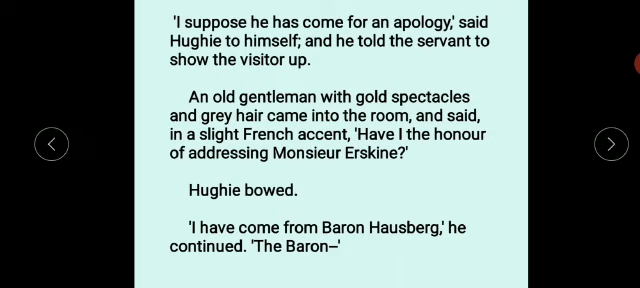 'I suppose he has come for an apology,' said
Hughie to himself; and he told the servant to
show the visitor up.
An old gentleman with gold spectacles
and grey hair came into the room, and said,
in a slight French accent, 'Have I the honour
of addressing Monsieur Erskine?'
Hughie bowed.
'I have come from Baron Hausberg,' he
continued. 'The Baron–'